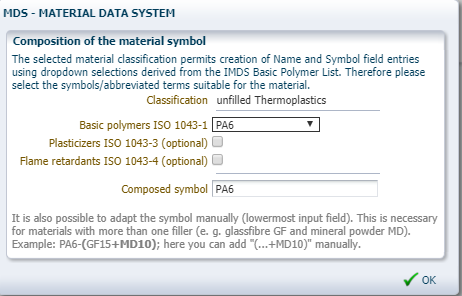 MDS - MATERIAL DATA SYSTEM
Composition of the material symbol
The selected material classification permits creation of Name and Symbol field entries
using dropdown selections derived from the IMDS Basic Polymer List. Therefore please
select the symbols/abbreviated terms suitable for the material.
Classification unfilled Thermoplastics
Basic polymers ISO 1043-1 PA6
Plasticizers ISO 1043-3 (optional)
Flame retardants ISO 1043-4 (optional)
Composed symbol PA6
It is also possible to adapt the symbol manually (lowermost input field). This is necessary
for materials with more than one filler (e. g. glassfibre GF and mineral powder MD).
Example: PA6-(GF15+MD10); here you can add "(...+MD10)" manually.
OK